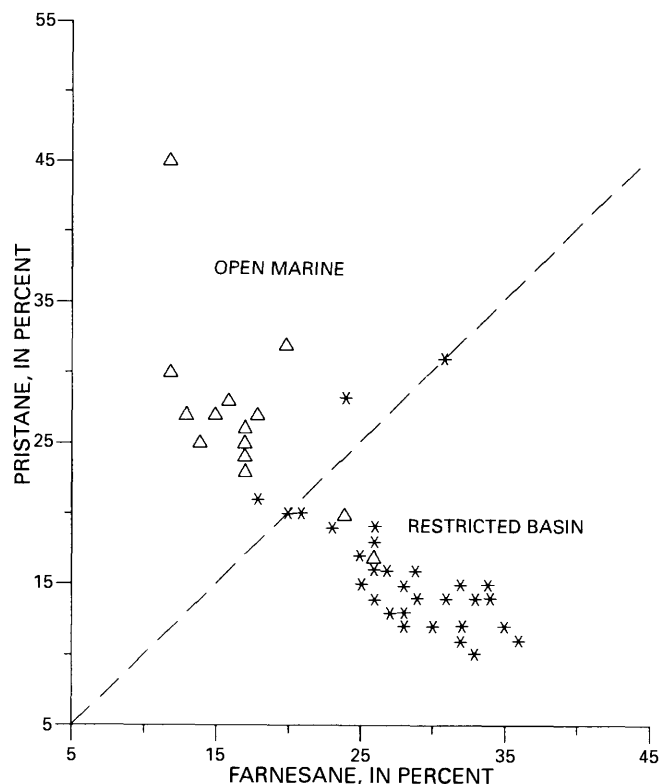 55
45
35
25
15
5
PRISTANE, IN PERCENT
OPEN MARINE
RESTRICTED BASIN
5
15
25
35
45
FARNESANE, IN PERCENT